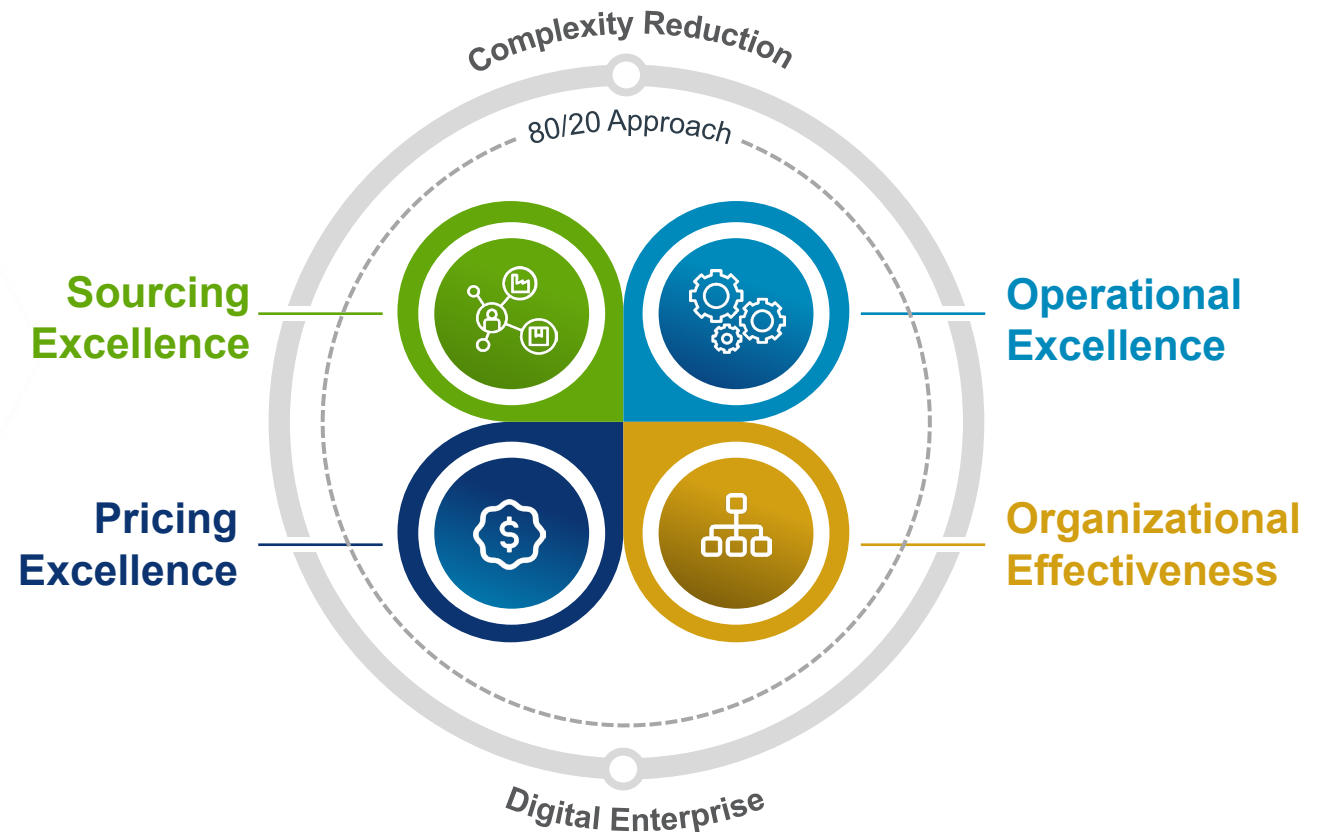 Complexity Reduction
80/20 Approach
Sourcing
Excellence
Operational
Excellence
Pricing
Excellence
$
Organizational
Effectiveness
Digital Enterprise